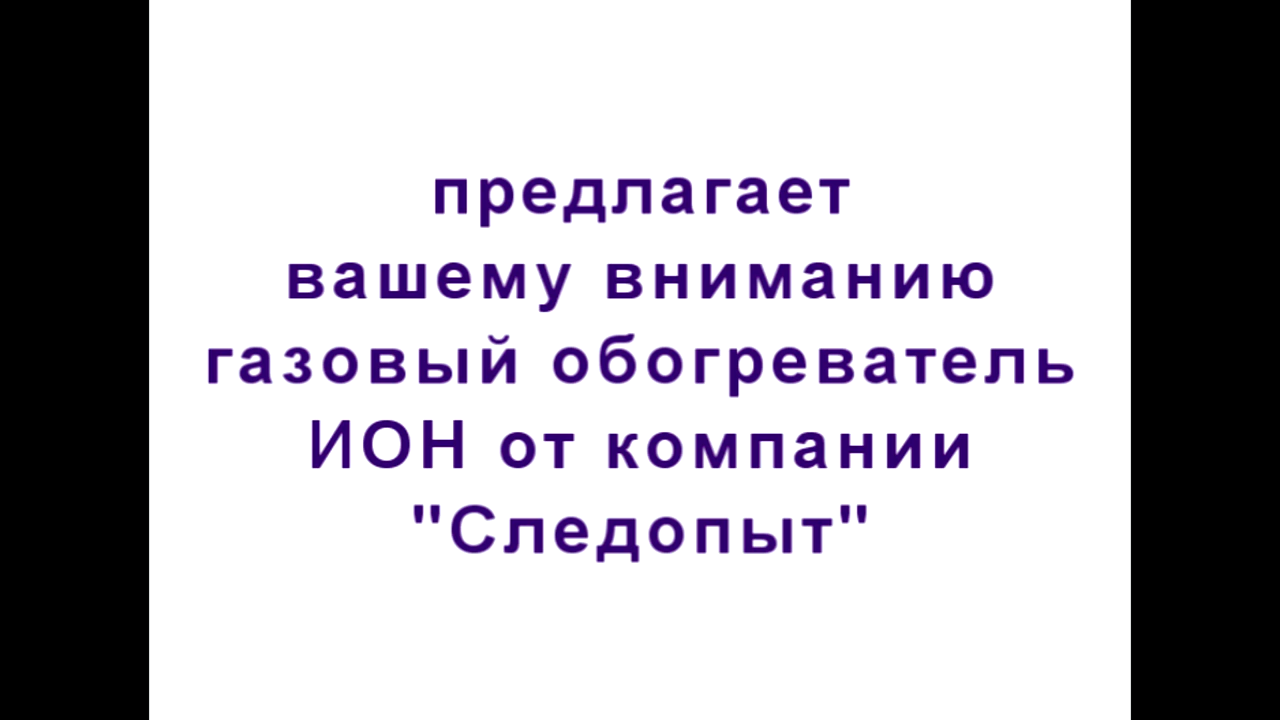 предлагает
вашему вниманию
газовый обогреватель
ИОН от компании
"Следопыт"